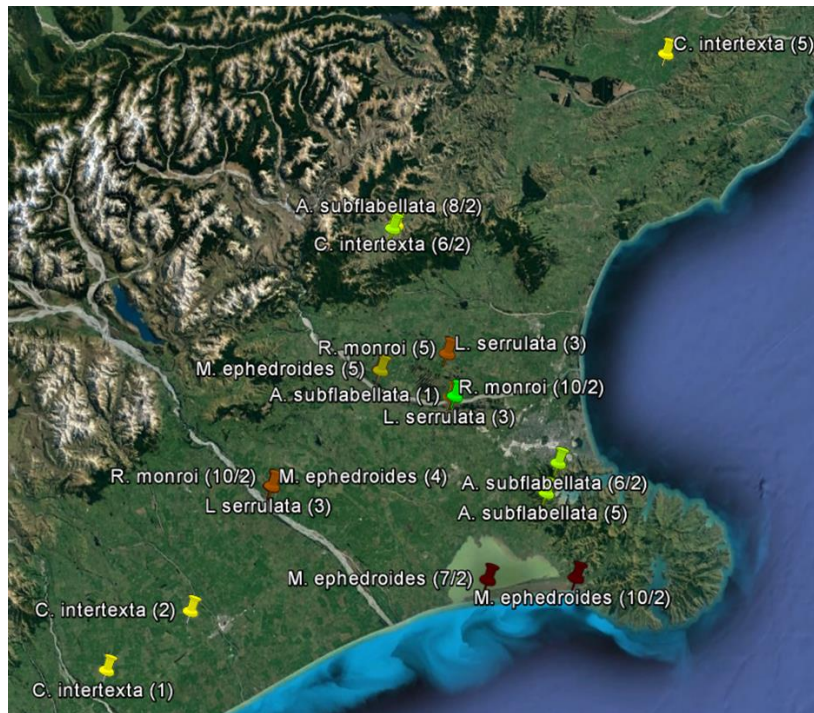 C. intertexta (5)
A. subflabellata (8/2)
C. intertexta (6/2)
R. monroi (5)
L. serrulata (3)
M. ephedroides (5)
A. subflabellata (1)
R. monroi (10/2)
L. serrulata (3)
R. monroi (10/2)
M. ephedroides (4)
L serrulata (3)
A. subflabellata (6/2)
A. subflabellata (5)
M. ephedroides (7/2)
M. ephedroides (10/2)
C. intertexta (2)
C. intertexta (1)